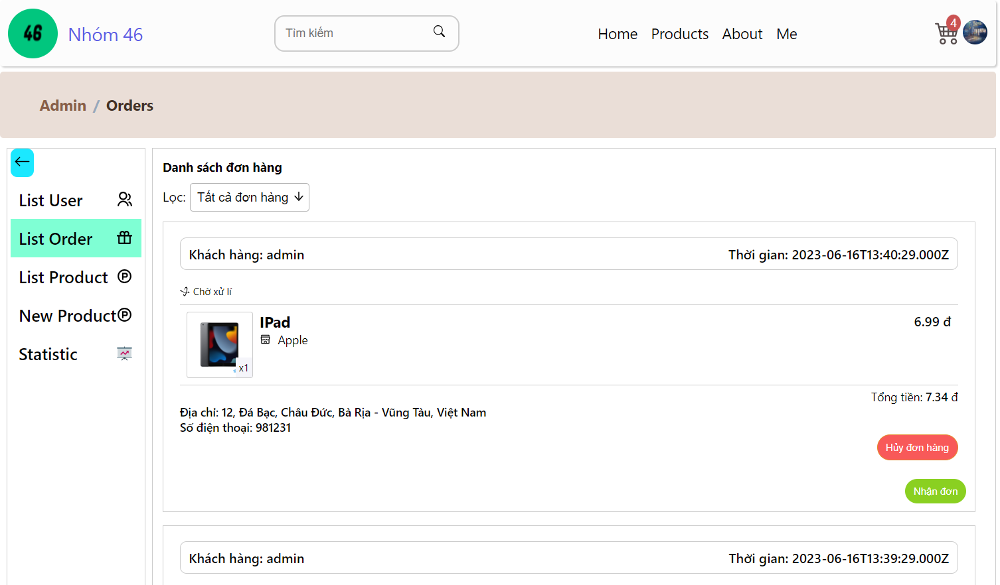 46
Nhóm 46
Tìm kiếm
Home
Products
About
Me
4
Admin / Orders
List User
List Order
List Product
New Product
Statistic
Danh sách đơn hàng
Lọc: Tất cả đơn hàng
Khách hàng: admin
Thời gian: 2023-06-16T13:40:29.000Z
Chờ xử lí
IPad
6.99 đ
Apple
x1
Tổng tiền: 7.34 đ
Địa chỉ: 12, Đá Bạc, Châu Đức, Bà Rịa - Vũng Tàu, Việt Nam
Số điện thoại: 981231
Hủy đơn hàng
Nhận đơn
Khách hàng: admin
Thời gian: 2023-06-16T13:39:29.000Z